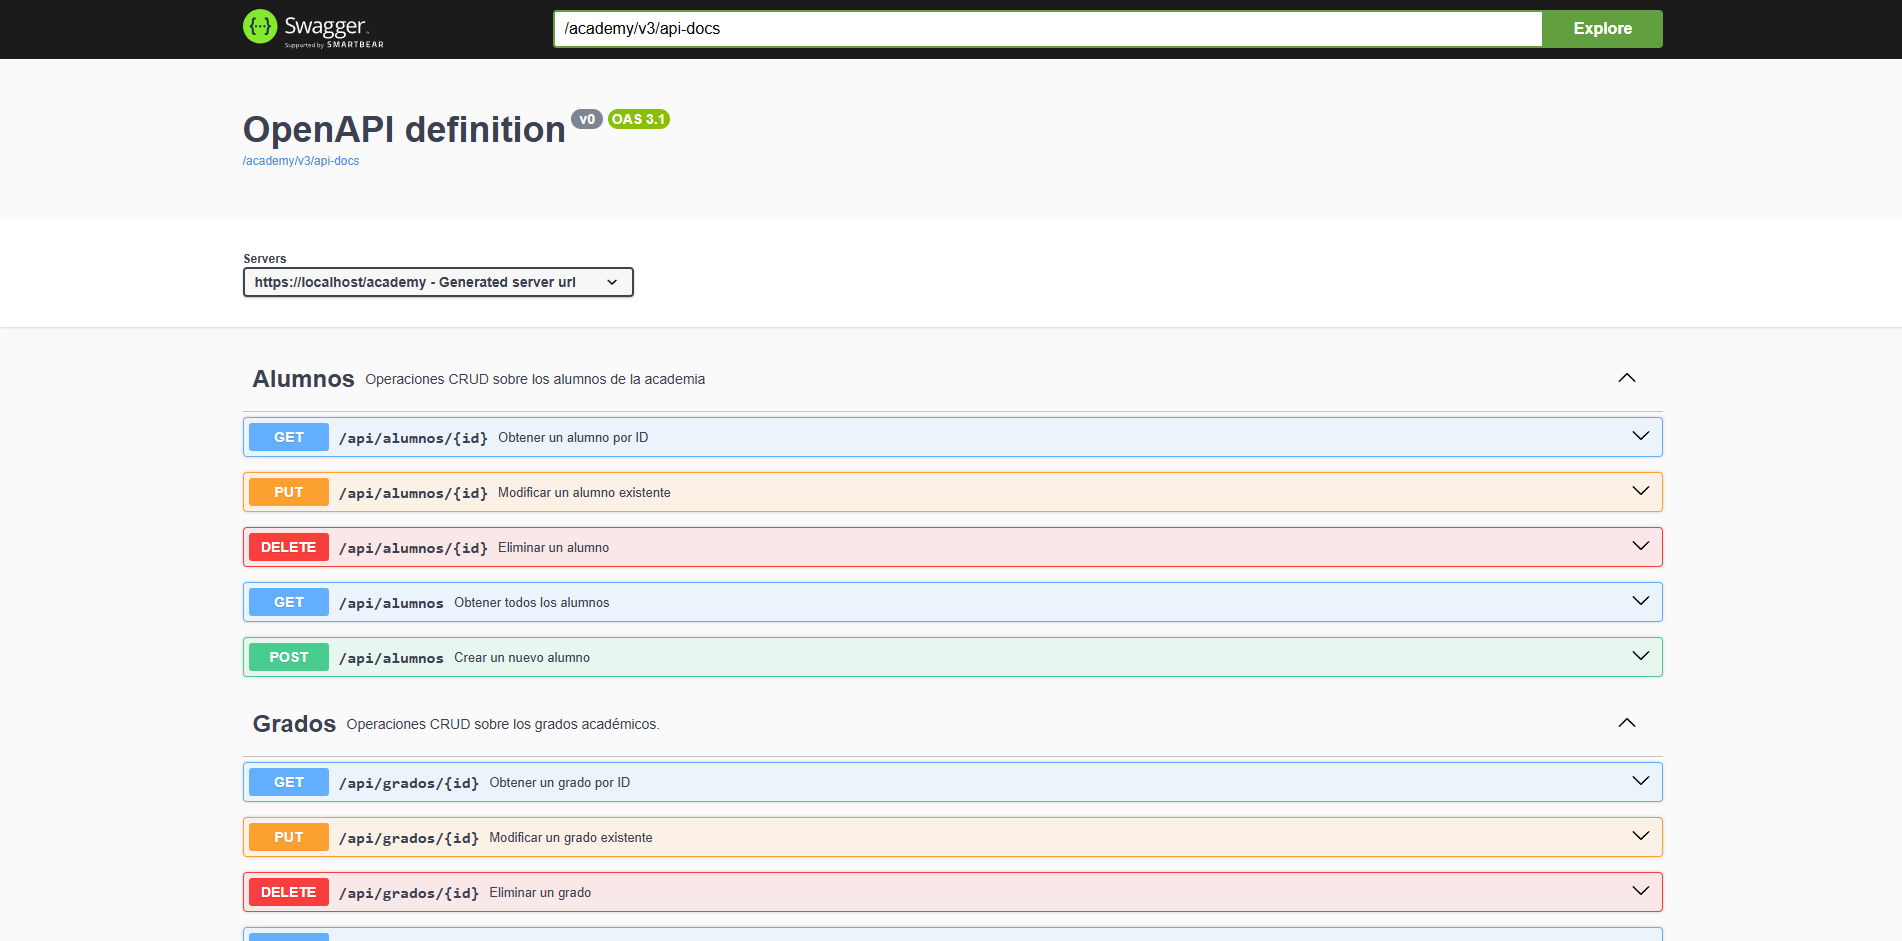 Swagger.
Supported by SMARTBEAR
/academy/v3/api-docs
Explore
OpenAPI definition v0 OAS 3.1
/academy/v3/api-docs
Servers
https://localhost/academy - Generated server url
Alumnos Operaciones CRUD sobre los alumnos de la academia
GET /api/alumnos/{id} Obtener un alumno por ID
PUT /api/alumnos/{id} Modificar un alumno existente
DELETE /api/alumnos/{id} Eliminar un alumno
GET /api/alumnos Obtener todos los alumnos
POST /api/alumnos Crear un nuevo alumno
Grados Operaciones CRUD sobre los grados académicos.
GET /api/grados/{id} Obtener un grado por ID
PUT /api/grados/{id} Modificar un grado existente
DELETE /api/grados/{id} Eliminar un grado